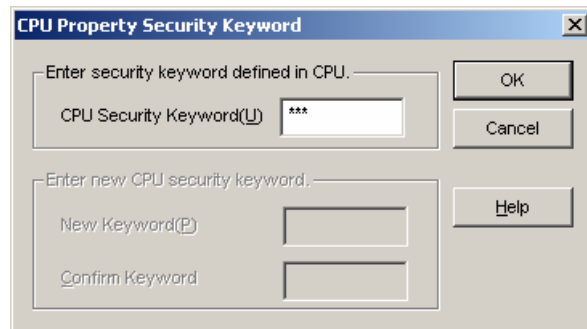 CPU Property Security Keyword
Enter security keyword defined in CPU.
CPU Security Keyword(U)
***
OK
Cancel
Enter new CPU security keyword.
New Keyword(P)
Confirm Keyword
Help